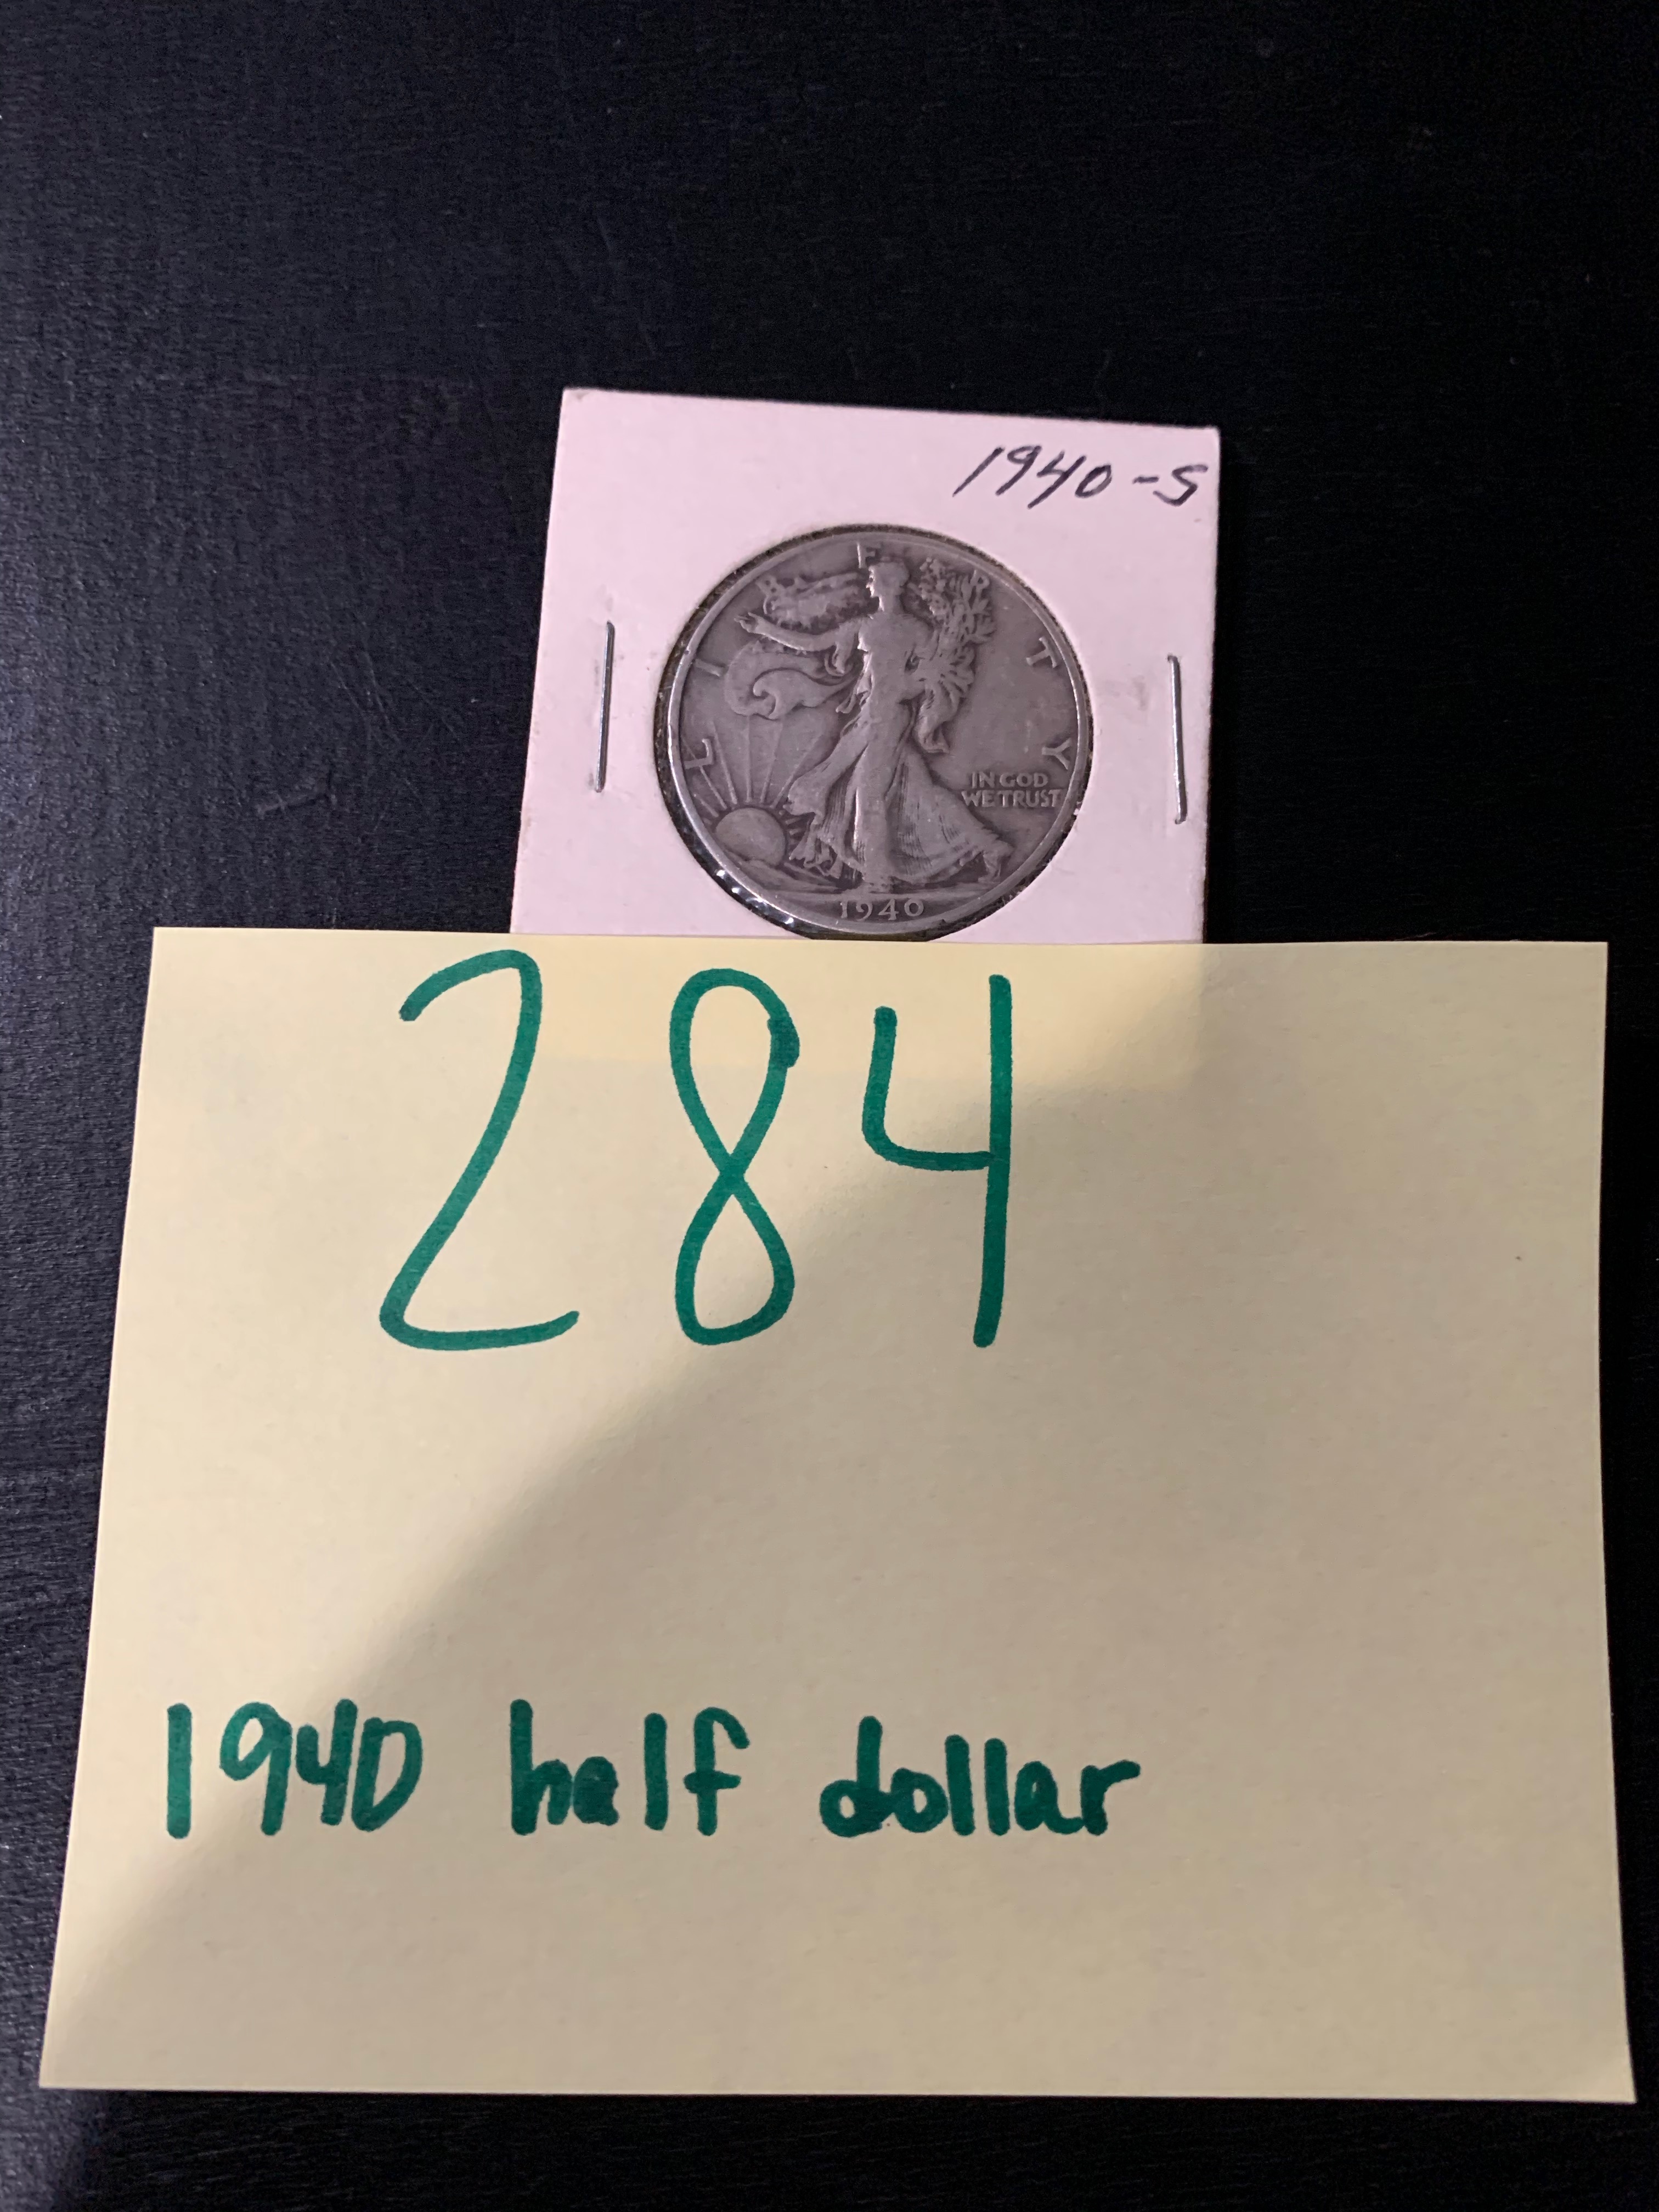 1940-S
LIBERTY
IN GOD
WE TRUST
1940
284
1940 half dollar